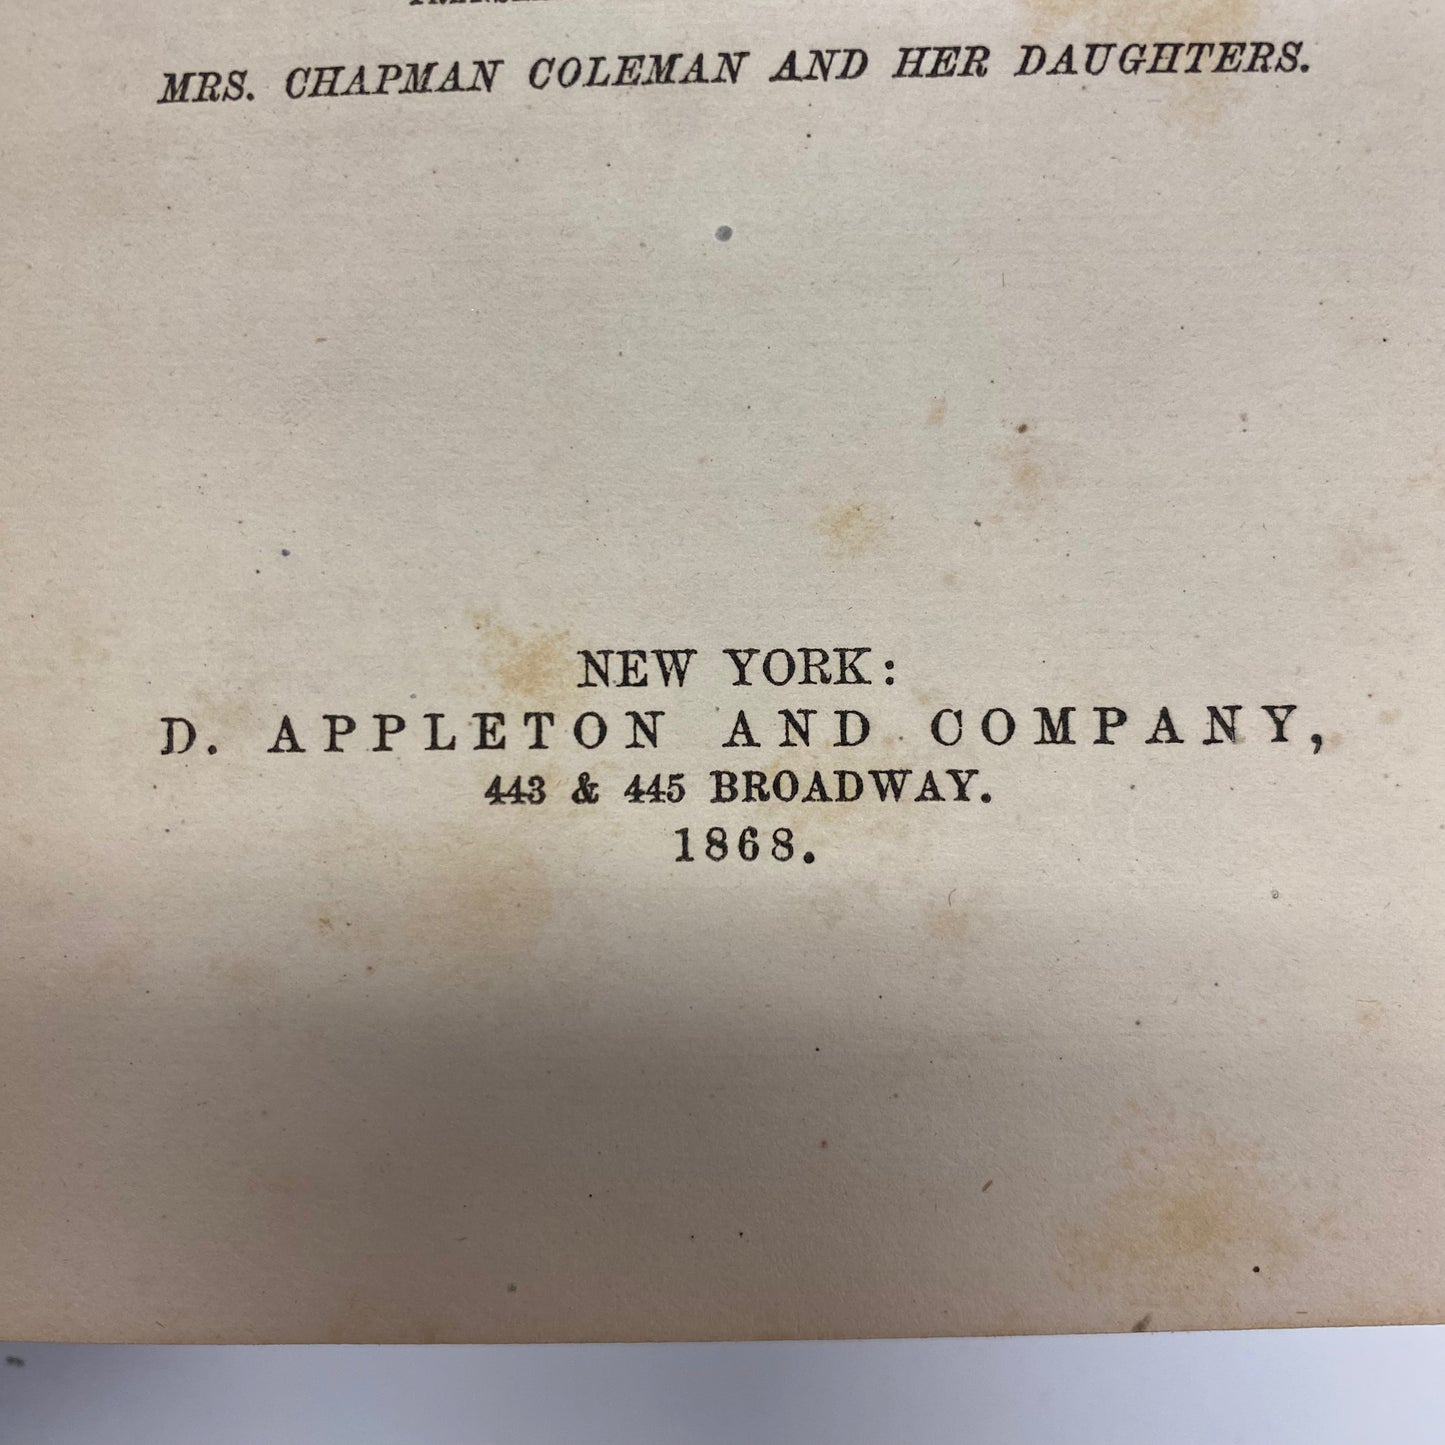 MRS. CHAPMAN COLEMAN AND HER DAUGHTERS.
NEW YORK:
D. APPLETON AND COMPANY,
443 & 445 BROADWAY.
1868.